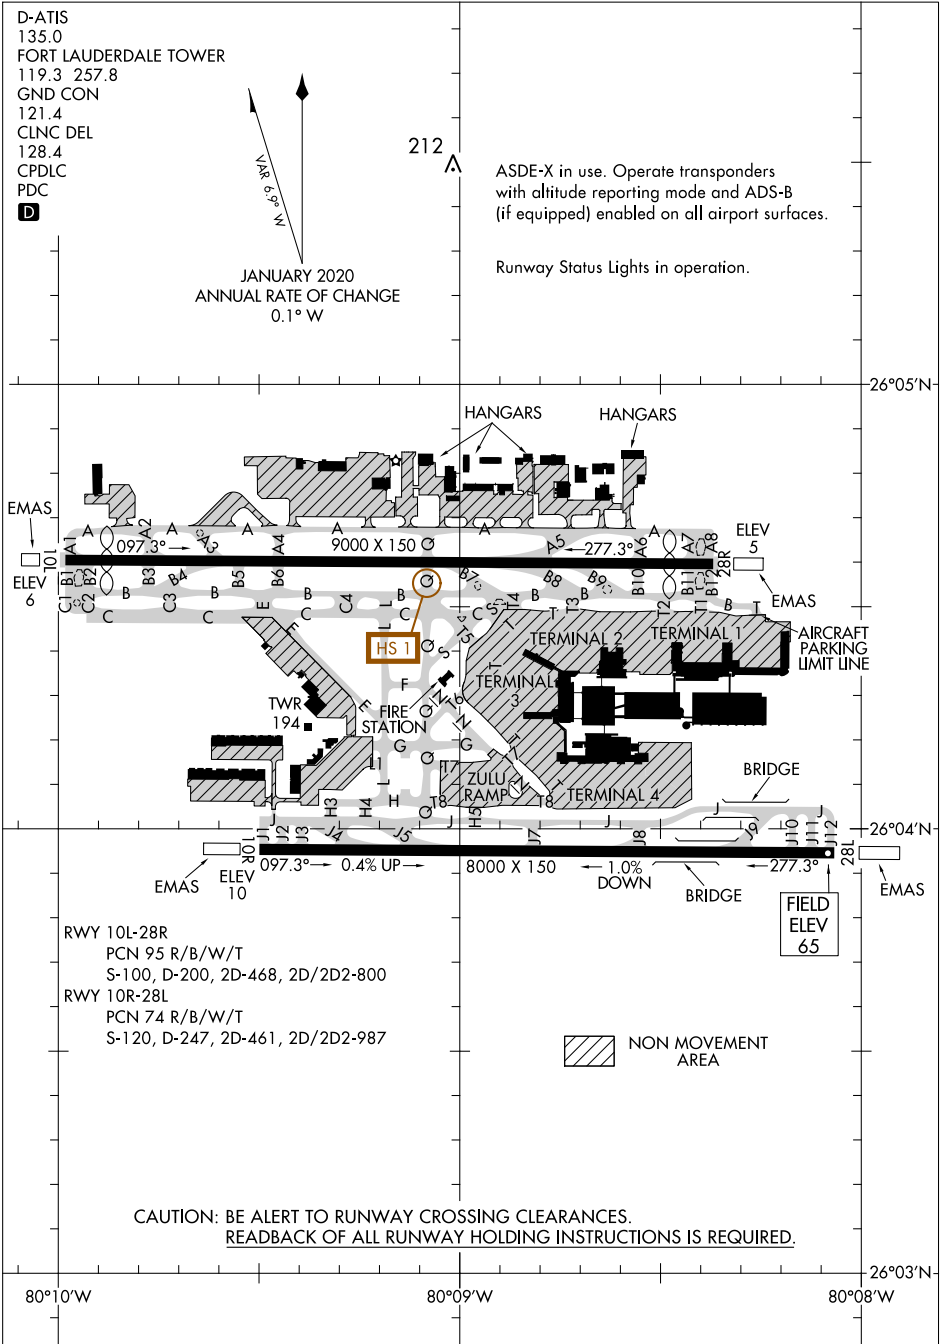 D-ATIS
135.0
FORT LAUDERDALE TOWER
119.3 257.8
GND CON
121.4
CLNC DEL
128.4
CPDLC
PDC
D
VAR 6.9° W
JANUARY 2020
ANNUAL RATE OF CHANGE
0.1° W
212
ASDE-X in use. Operate transponders
with altitude reporting mode and ADS-B
(if equipped) enabled on all airport surfaces.
Runway Status Lights in operation.
26°05'N
HANGARS
HANGARS
EMAS
A1
A
A2
A
A3
A4
A
Q
A
A5
A6
A
A7
A8
ELEV
5
10L
097.3°
9000 X 150
277.3°
28R
EMAS
ELEV
6
B1
B2
B3
B4
B5
B6
Q
B7
B8
B9
B10
B11
B12
C1
C2
B
C3
B
B
C4
L
B
B
B
B
T
C
C
E
C
C
S
T4
T3
T2
T1
HS 1
F
L
Q
S
T5
T
T
TERMINAL 2
TERMINAL 1
AIRCRAFT
PARKING
LIMIT LINE
TERMINAL
3
TWR
194
E
F
FIRE
STATION
Q
N
T6
N
G
Q
G
L1
L
T7
T7
ZULU
RAMP
N
TERMINAL 4
BRIDGE
H3
H4
H
T8
Q
H5
T8
T
J
J
J
J
26°04'N
J1
J2
J3
J4
J5
J7
J8
J9
J10
J11
J12
EMAS
10R
097.3°
0.4% UP
8000 X 150
1.0%
DOWN
277.3°
28L
EMAS
ELEV
10
BRIDGE
FIELD
ELEV
65
RWY 10L-28R
PCN 95 R/B/W/T
S-100, D-200, 2D-468, 2D/2D2-800
RWY 10R-28L
PCN 74 R/B/W/T
S-120, D-247, 2D-461, 2D/2D2-987
NON MOVEMENT
AREA
CAUTION: BE ALERT TO RUNWAY CROSSING CLEARANCES.
READBACK OF ALL RUNWAY HOLDING INSTRUCTIONS IS REQUIRED.
26°03'N
80°10'W
80°09'W
80°08'W